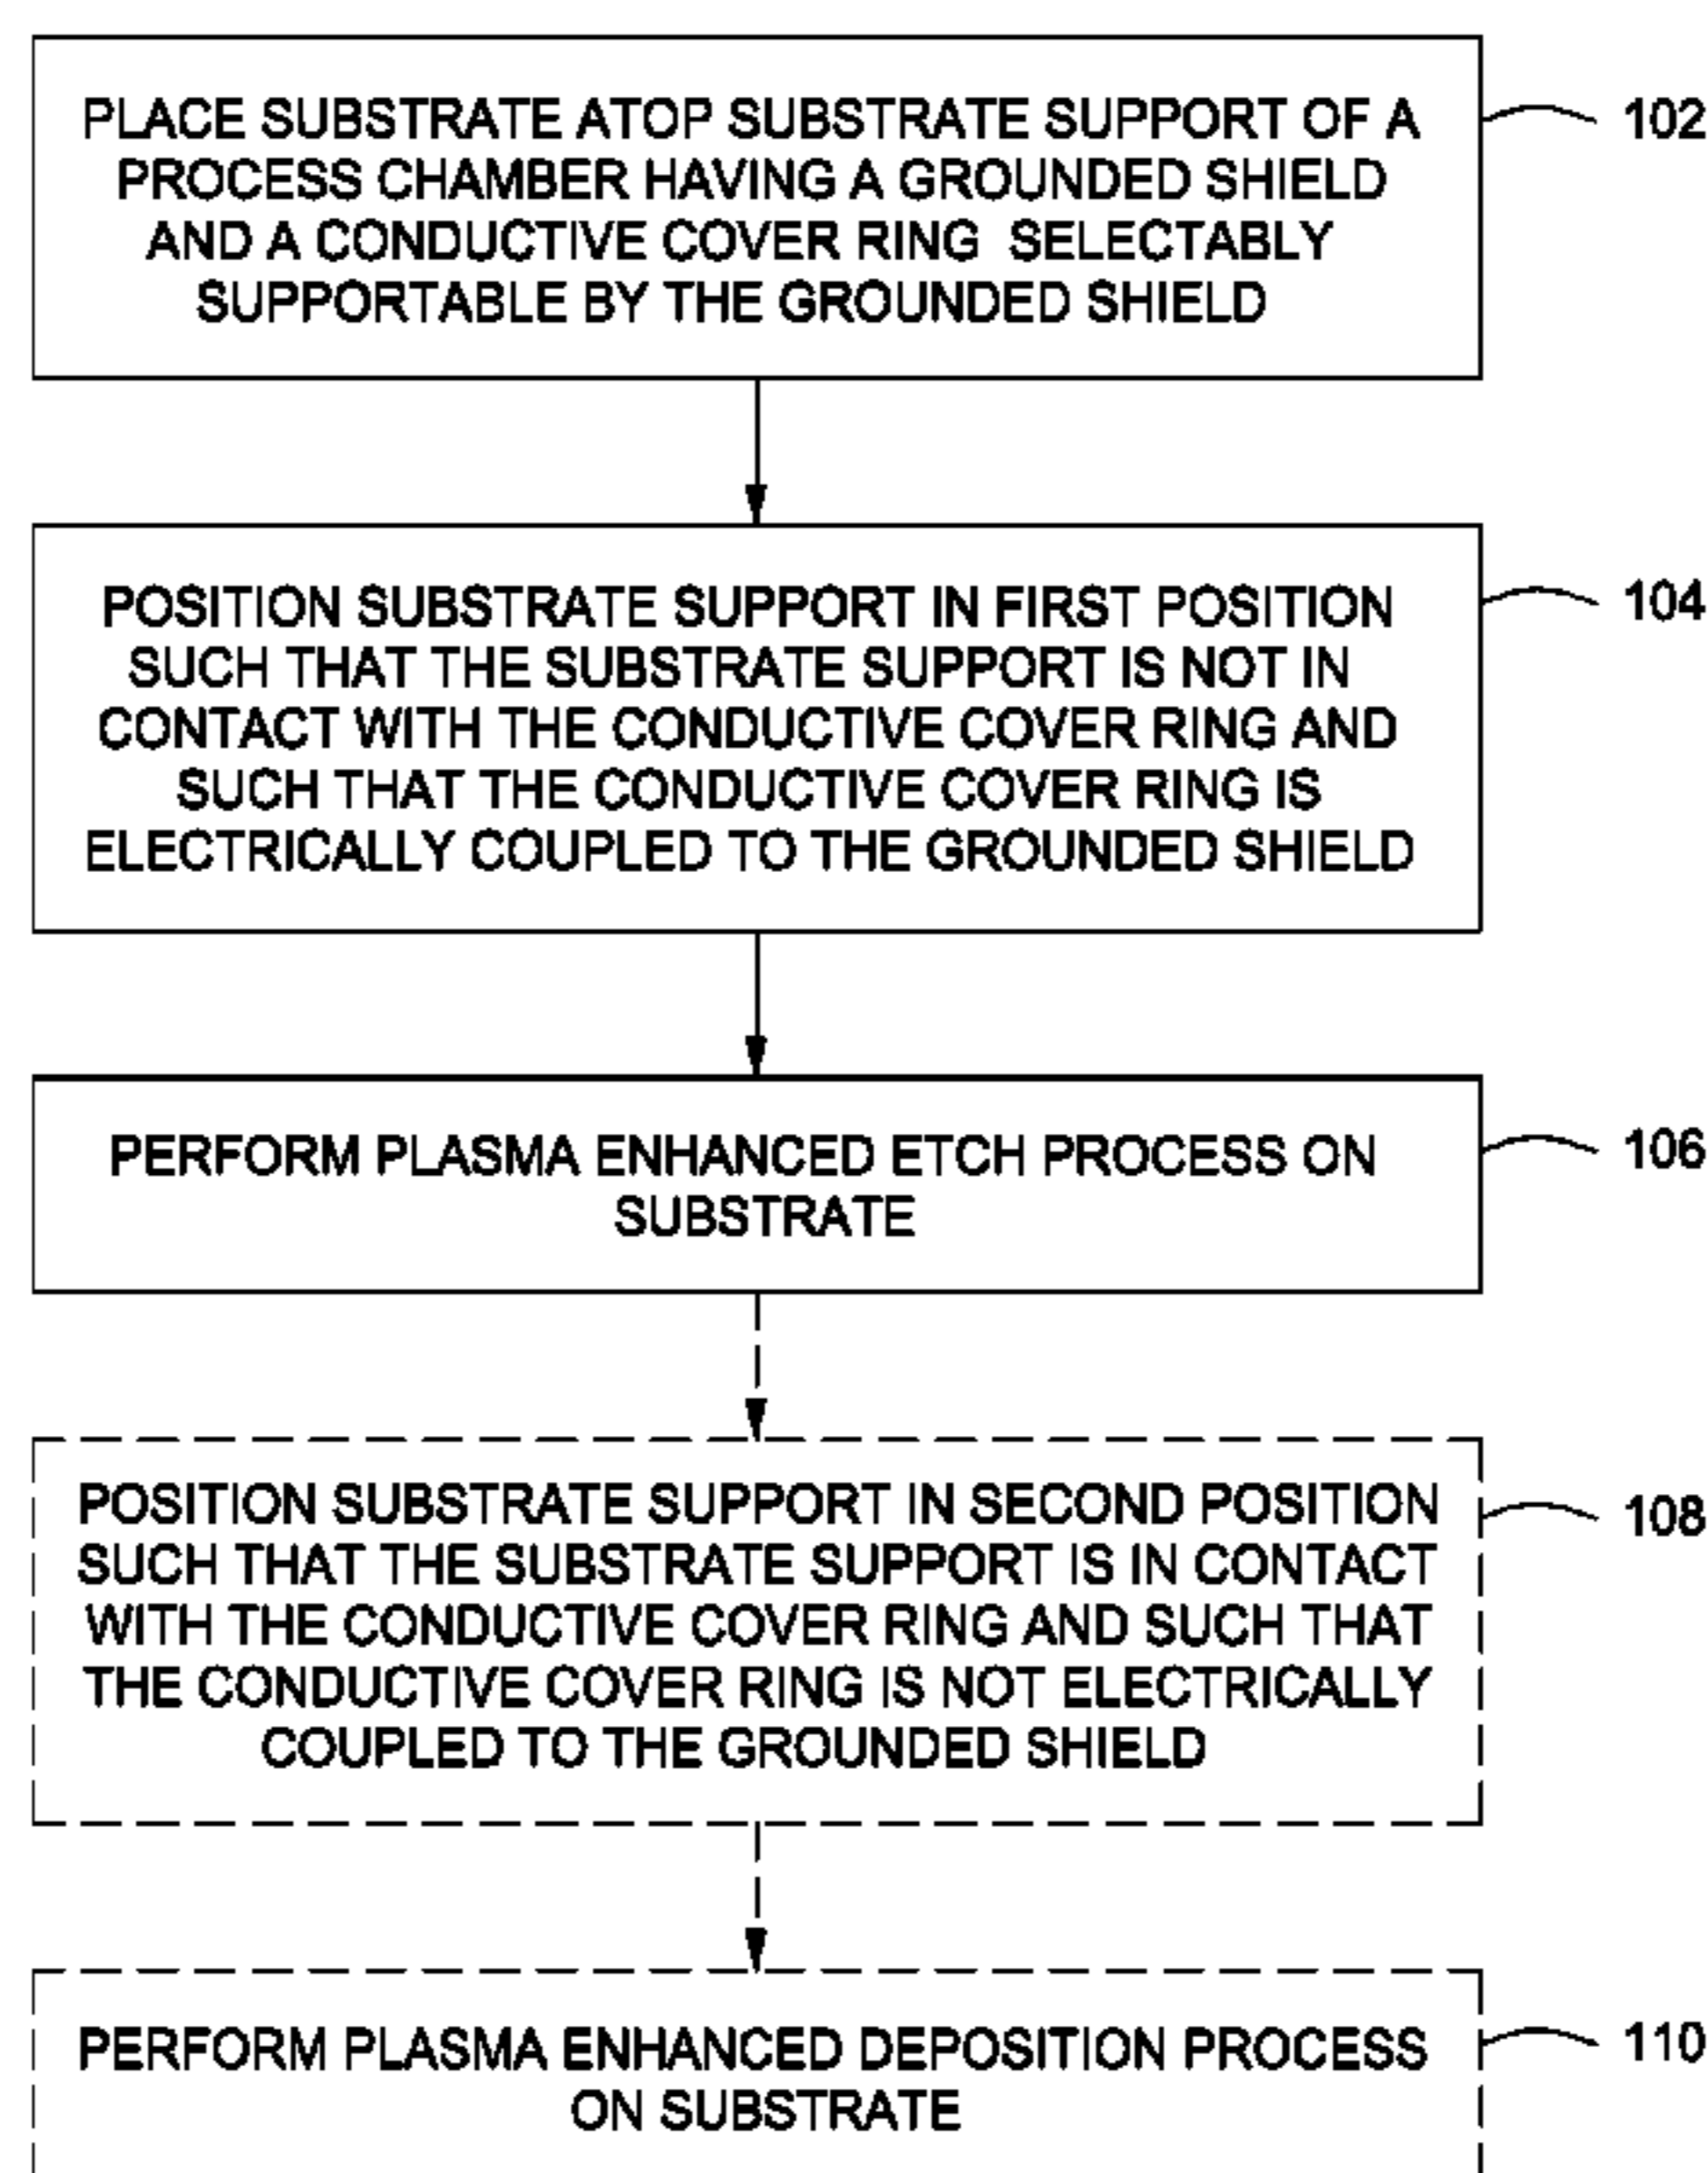 PLACE SUBSTRATE ATOP SUBSTRATE SUPPORT OF A
PROCESS CHAMBER HAVING A GROUNDED SHIELD
AND A CONDUCTIVE COVER RING SELECTABLY
SUPPORTABLE BY THE GROUNDED SHIELD
102
POSITION SUBSTRATE SUPPORT IN FIRST POSITION
SUCH THAT THE SUBSTRATE SUPPORT IS NOT IN
CONTACT WITH THE CONDUCTIVE COVER RING AND
SUCH THAT THE CONDUCTIVE COVER RING IS
ELECTRICALLY COUPLED TO THE GROUNDED SHIELD
104
PERFORM PLASMA ENHANCED ETCH PROCESS ON
SUBSTRATE
106
POSITION SUBSTRATE SUPPORT IN SECOND POSITION
SUCH THAT THE SUBSTRATE SUPPORT IS IN CONTACT
WITH THE CONDUCTIVE COVER RING AND SUCH THAT
THE CONDUCTIVE COVER RING IS NOT ELECTRICALLY
COUPLED TO THE GROUNDED SHIELD
108
PERFORM PLASMA ENHANCED DEPOSITION PROCESS
ON SUBSTRATE
110